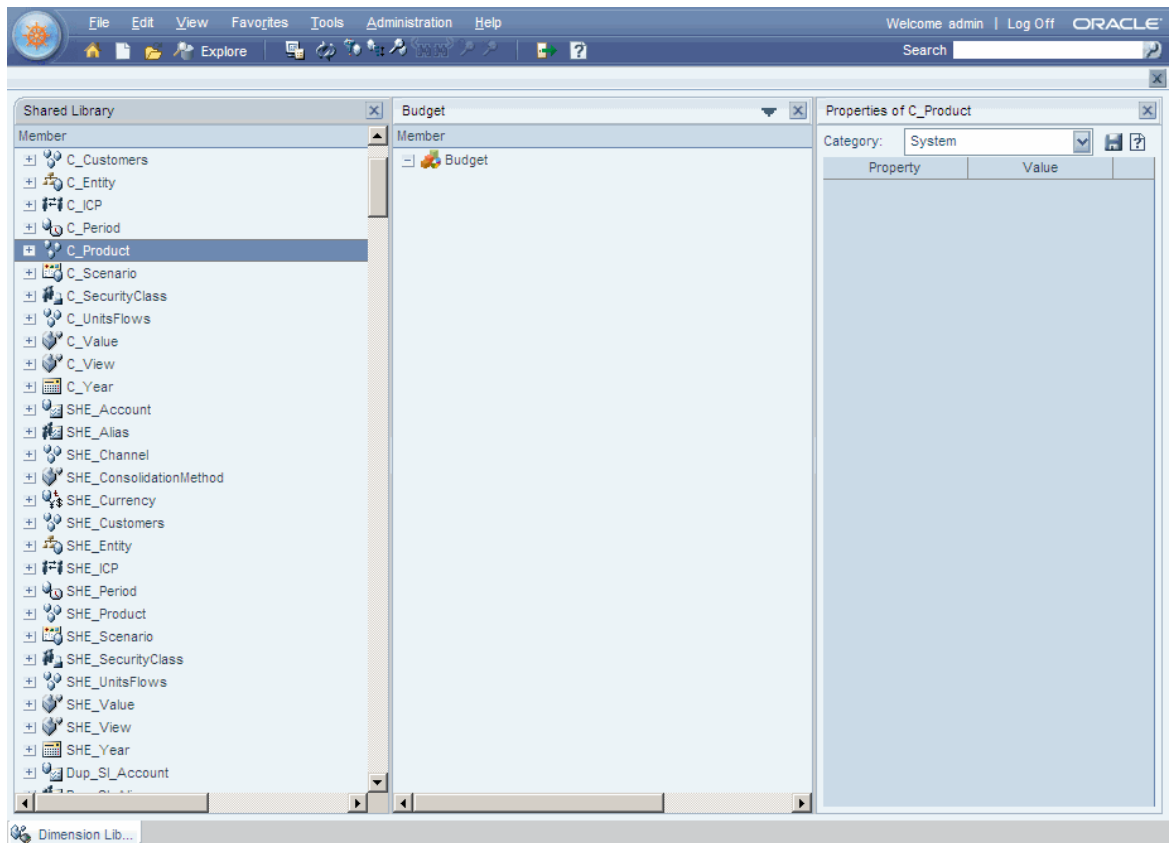 File Edit View Favorites Tools Administration Help Welcome admin | Log Off ORACLE
Explore Search
Shared Library
Member
C_Customers
C_Entity
C_ICP
C_Period
C_Product
C_Scenario
C_SecurityClass
C_UnitsFlows
C_Value
C_View
C_Year
SHE_Account
SHE_Alias
SHE_Channel
SHE_ConsolidationMethod
SHE_Currency
SHE_Customers
SHE_Entity
SHE_ICP
SHE_Period
SHE_Product
SHE_Scenario
SHE_SecurityClass
SHE_UnitsFlows
SHE_Value
SHE_View
SHE_Year
Dup_SI_Account
Budget
Member
Budget
Properties of C_Product
Category: System
Property Value
Dimension Lib...